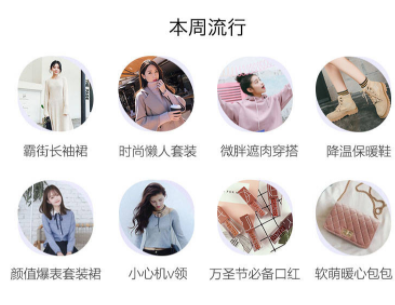 本周流行
霸街长袖裙
时尚懒人套装
微胖遮肉穿搭
降温保暖鞋
颜值爆表套装裙
小心机v领
万圣节必备口红
软萌暖心包包